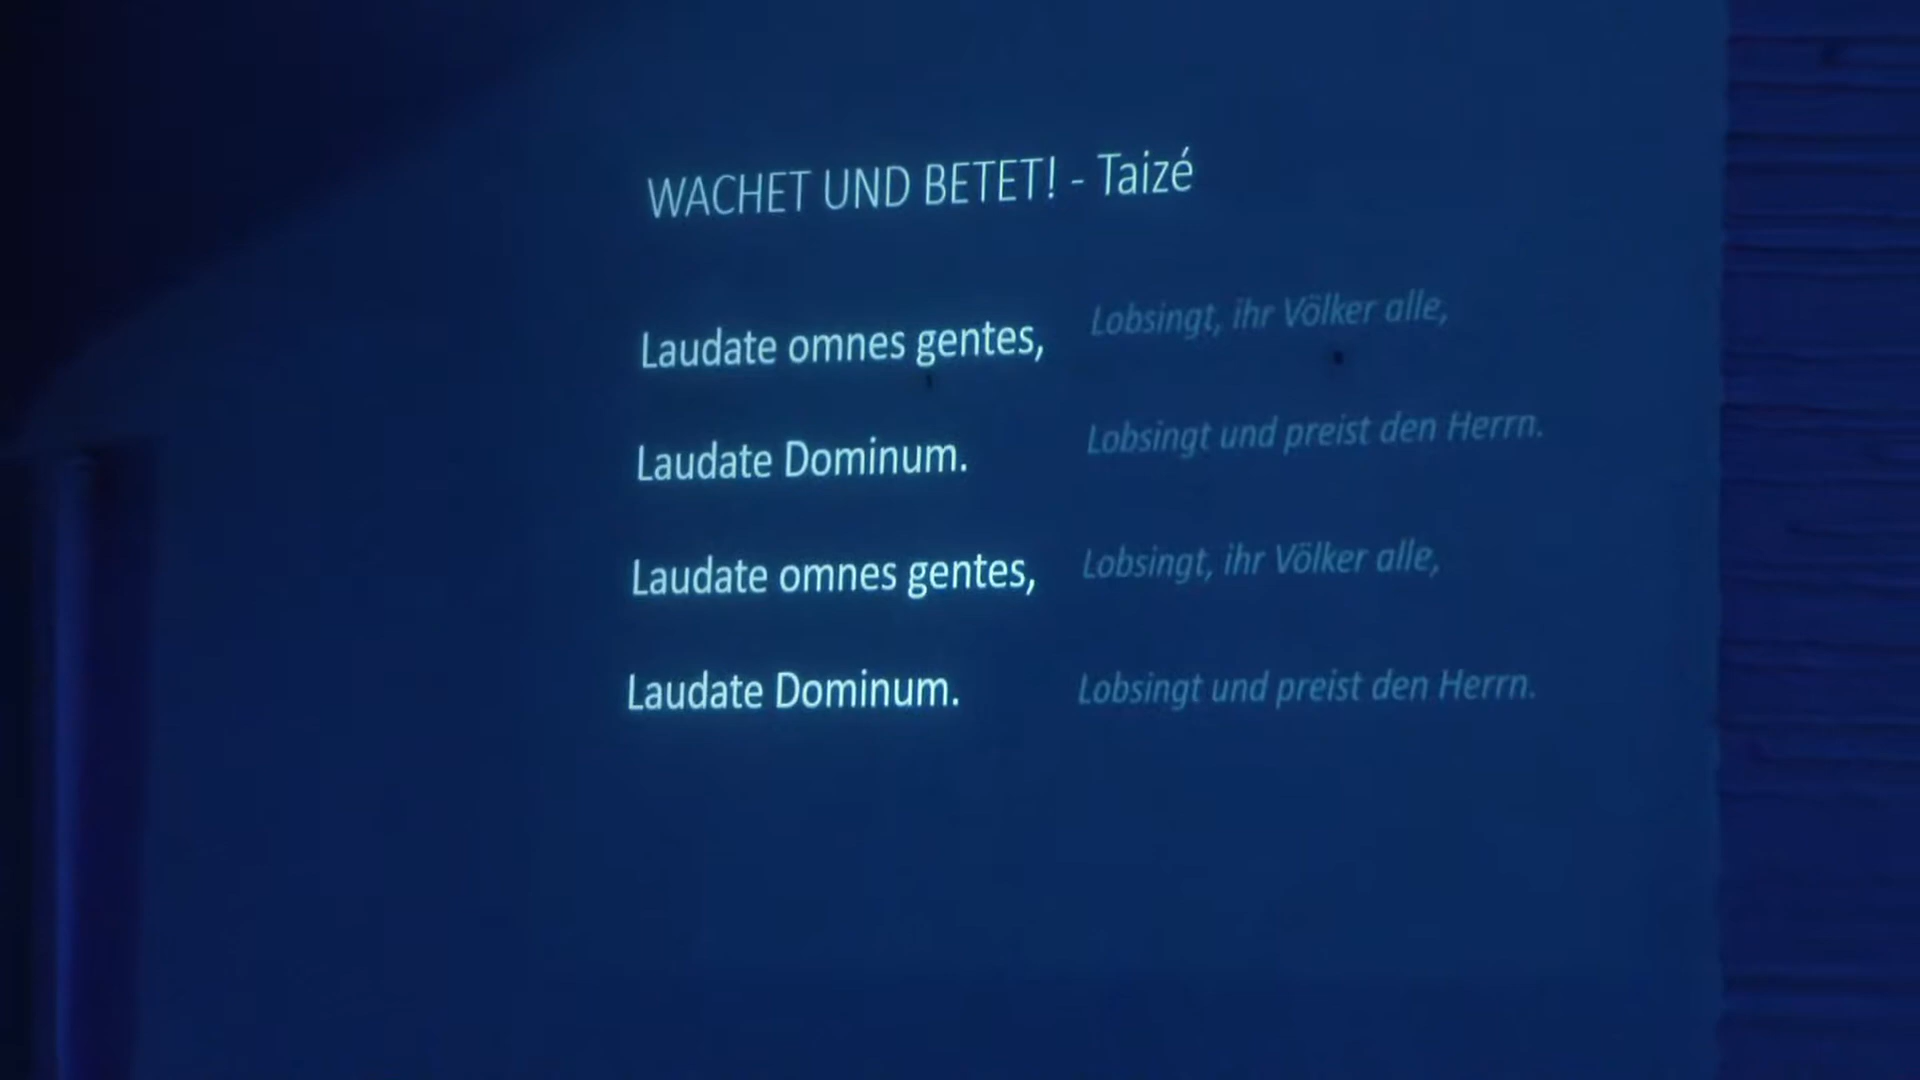 WACHET UND BETET! - Taizé
Laudate omnes gentes,
Lobsingt, ihr Völker alle,
Laudate Dominum.
Lobsingt und preist den Herrn.
Laudate omnes gentes,
Lobsingt, ihr Völker alle,
Laudate Dominum.
Lobsingt und preist den Herrn.